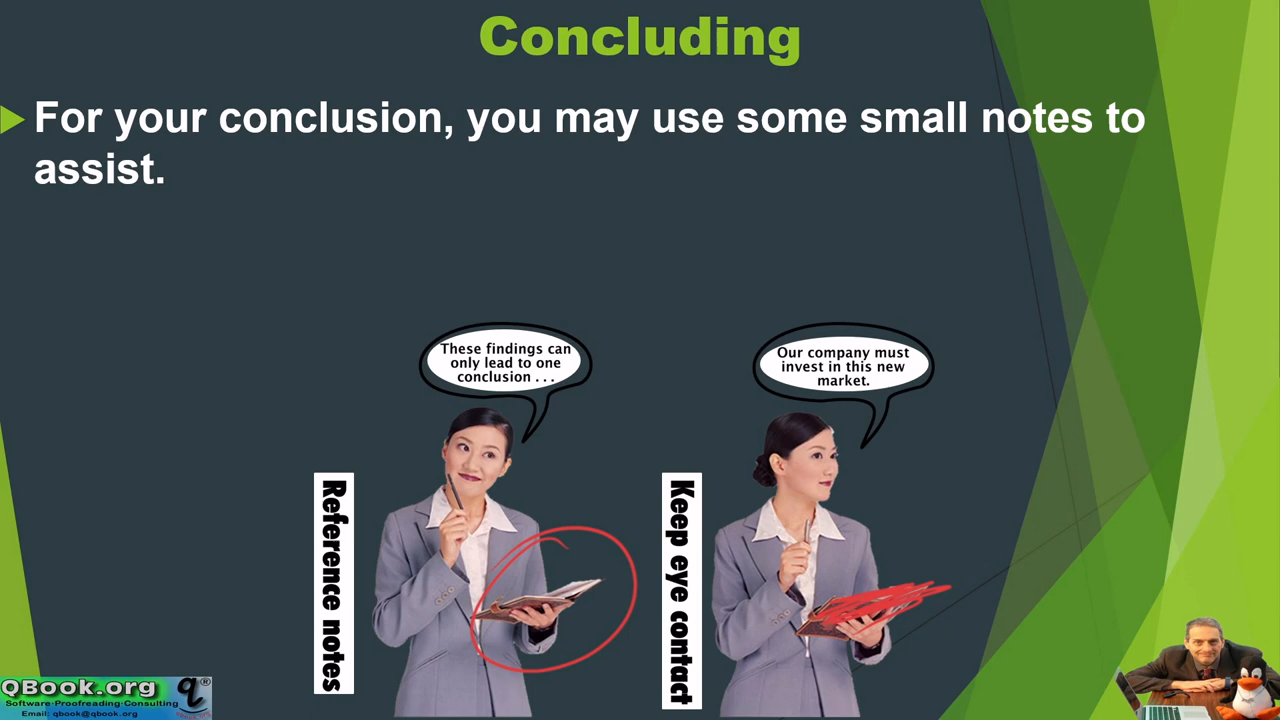 Concluding
For your conclusion, you may use some small notes to
assist.
These findings can
only lead to one
conclusion . . .
Our company must
invest in this new
market.
Reference notes
Keep eye contact
QBook.org q®
Software·Proofreading·Consulting
Email: qbook@qbook.org